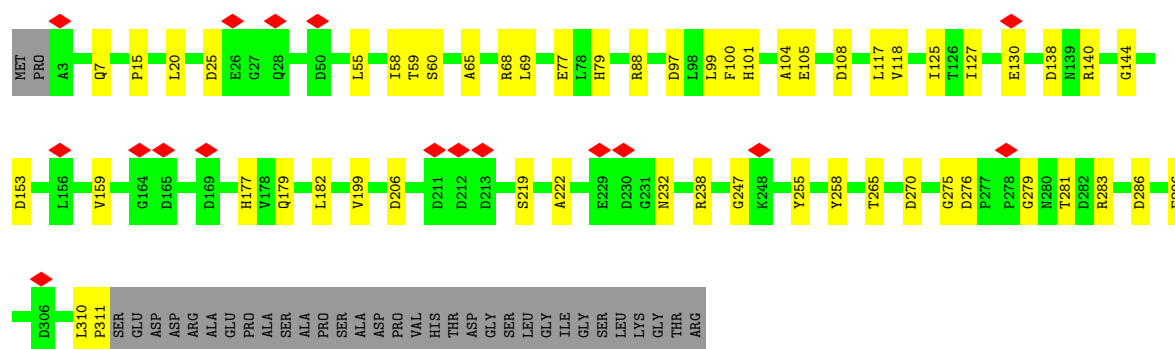 MET PRO A3 Q7 P15 L20 D25 E26 G27 Q28 D50 L55 I58 T59 S60 A65 R68 L69 E77 L78 H79 R88 D97 L98 L99 F100 H101 A104 E105 D108 L117 V118 I125 T126 I127 E130 D138 N139 R140 G144
D153 L156 V159 G164 D165 D169 H177 V178 Q179 L182 V199 D206 D211 D212 D213 S219 A222 E229 D230 G231 N232 R238 G247 K248 Y255 Y258 T265 D270 G275 D276 P277 P278 G279 N280 T281 D282 R283 D286
D306 L310 P311 SER GLU ASP ASP ARG ALA GLU PRO ALA SER ALA PRO SER ALA ASP PRO VAL HIS THR ASP GLY SER LEU GLY ILE GLY SER LEU LYS GLY THR ARG